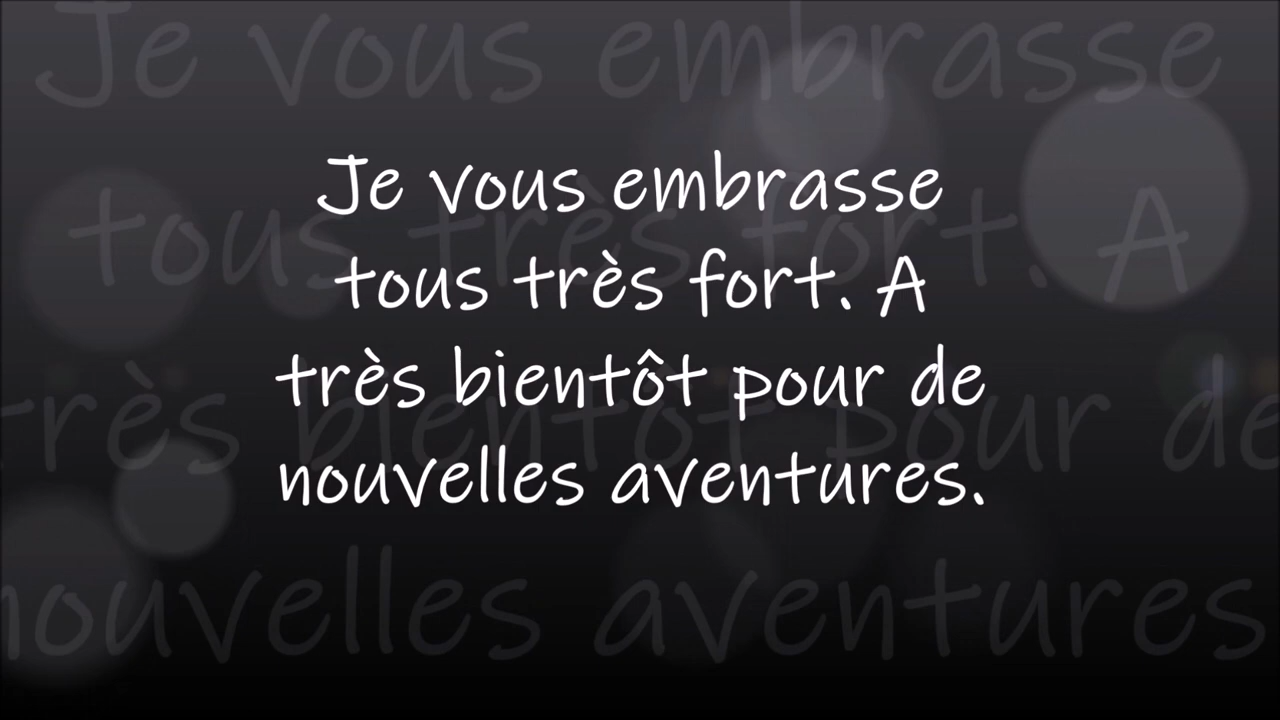 Je vous embrasse
tous très fort. A
très bientôt pour de
nouvelles aventures.